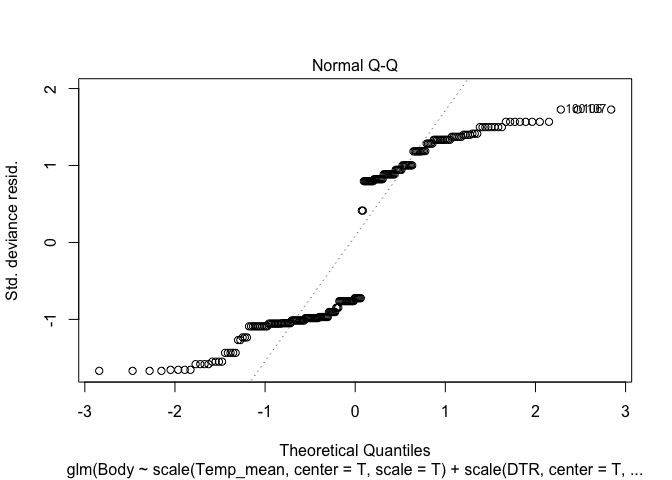 Normal Q-Q
Std. deviance resid.
2
1
0
-1
-3
-2
-1
0
1
2
3
Theoretical Quantiles
glm(Body ~ scale(Temp_mean, center = T, scale = T) + scale(DTR, center = T, ...